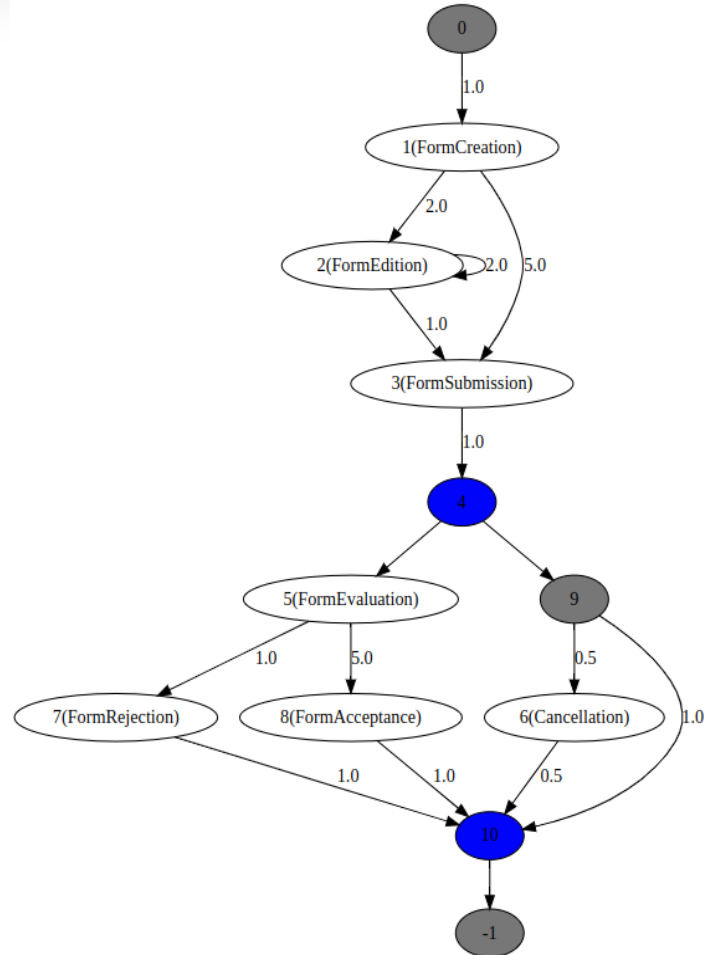 0
1.0
1(FormCreation)
2.0
2(FormEdition)
2.0
5.0
1.0
3(FormSubmission)
1.0
4
5(FormEvaluation)
9
1.0
5.0
0.5
7(FormRejection)
8(FormAcceptance)
6(Cancellation)
1.0
1.0
1.0
0.5
10
-1